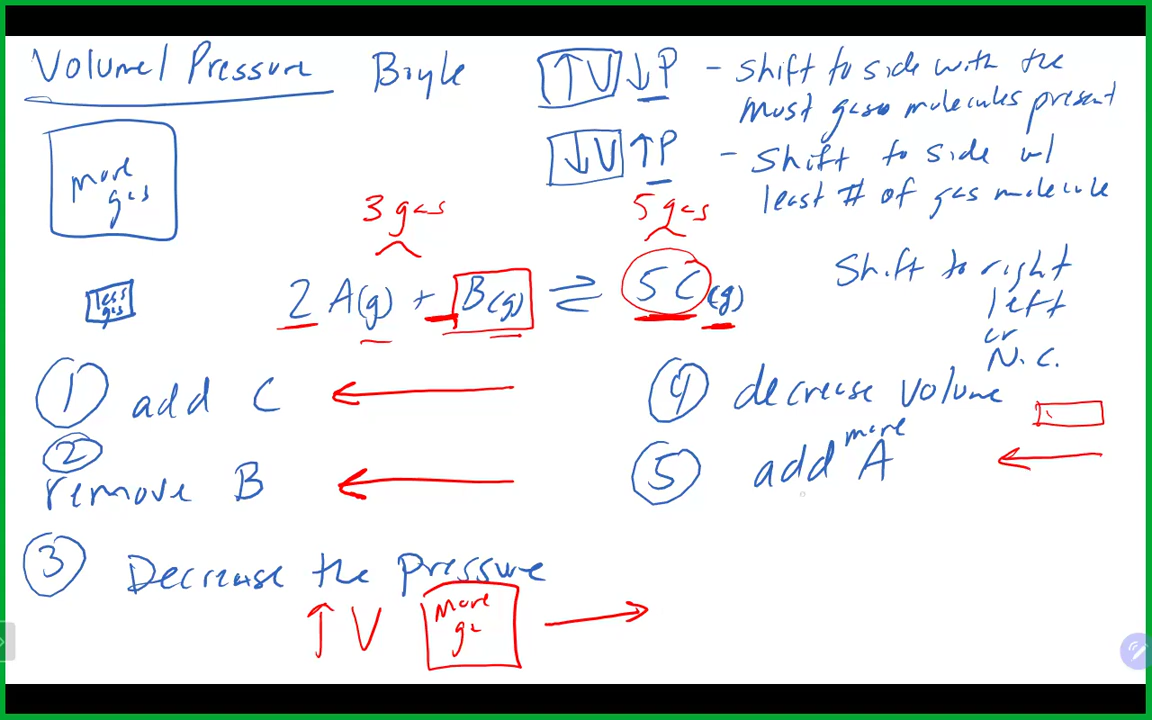 Volume / Pressure Boyle
↑V ↓P - Shift to side with the
most gas molecules present
↓V ↑P - Shift to side w/
least # of gas molecule
more
gas
3 gas
5 gas
less
gas
2 A(g) + B(g) ⇌ 5 C(g)
Shift to right
left
or
N.C.
① add C ←
② remove B ←
③ Decrease the pressure
↑ V
more
→
④ decrease volume
⑤ add more A
←